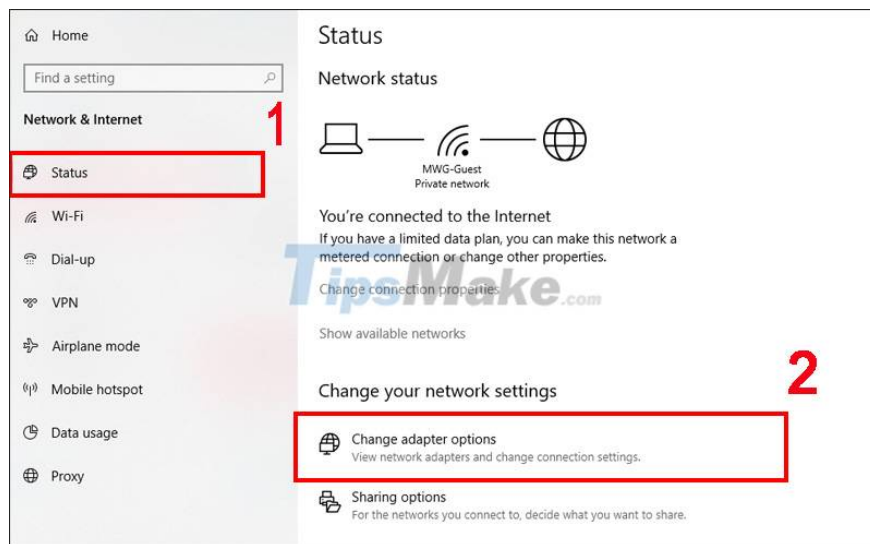 Home
Find a setting
Network & Internet
1
Status
Wi-Fi
Dial-up
VPN
Airplane mode
Mobile hotspot
Data usage
Proxy
Status
Network status
MWG-Guest
Private network
You're connected to the Internet
If you have a limited data plan, you can make this network a
metered connection or change other properties.
TipsMake.com
Change connection properties
Show available networks
Change your network settings
2
Change adapter options
View network adapters and change connection settings.
Sharing options
For the networks you connect to, decide what you want to share.